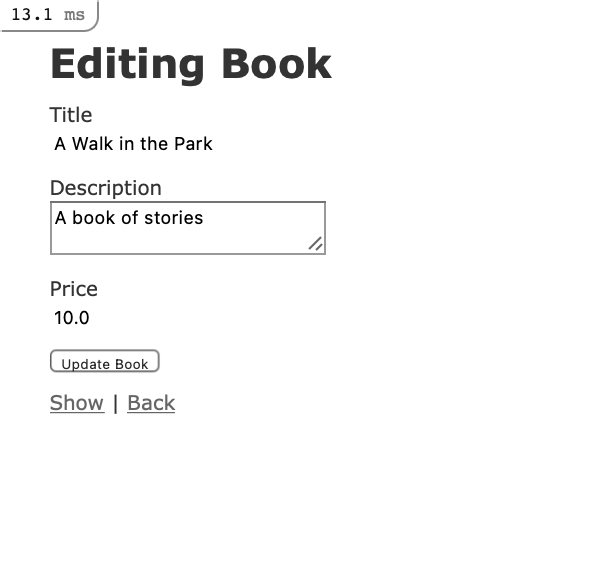 13.1 ms
Editing Book
Title
A Walk in the Park
Description
A book of stories
Price
10.0
Update Book
Show | Back